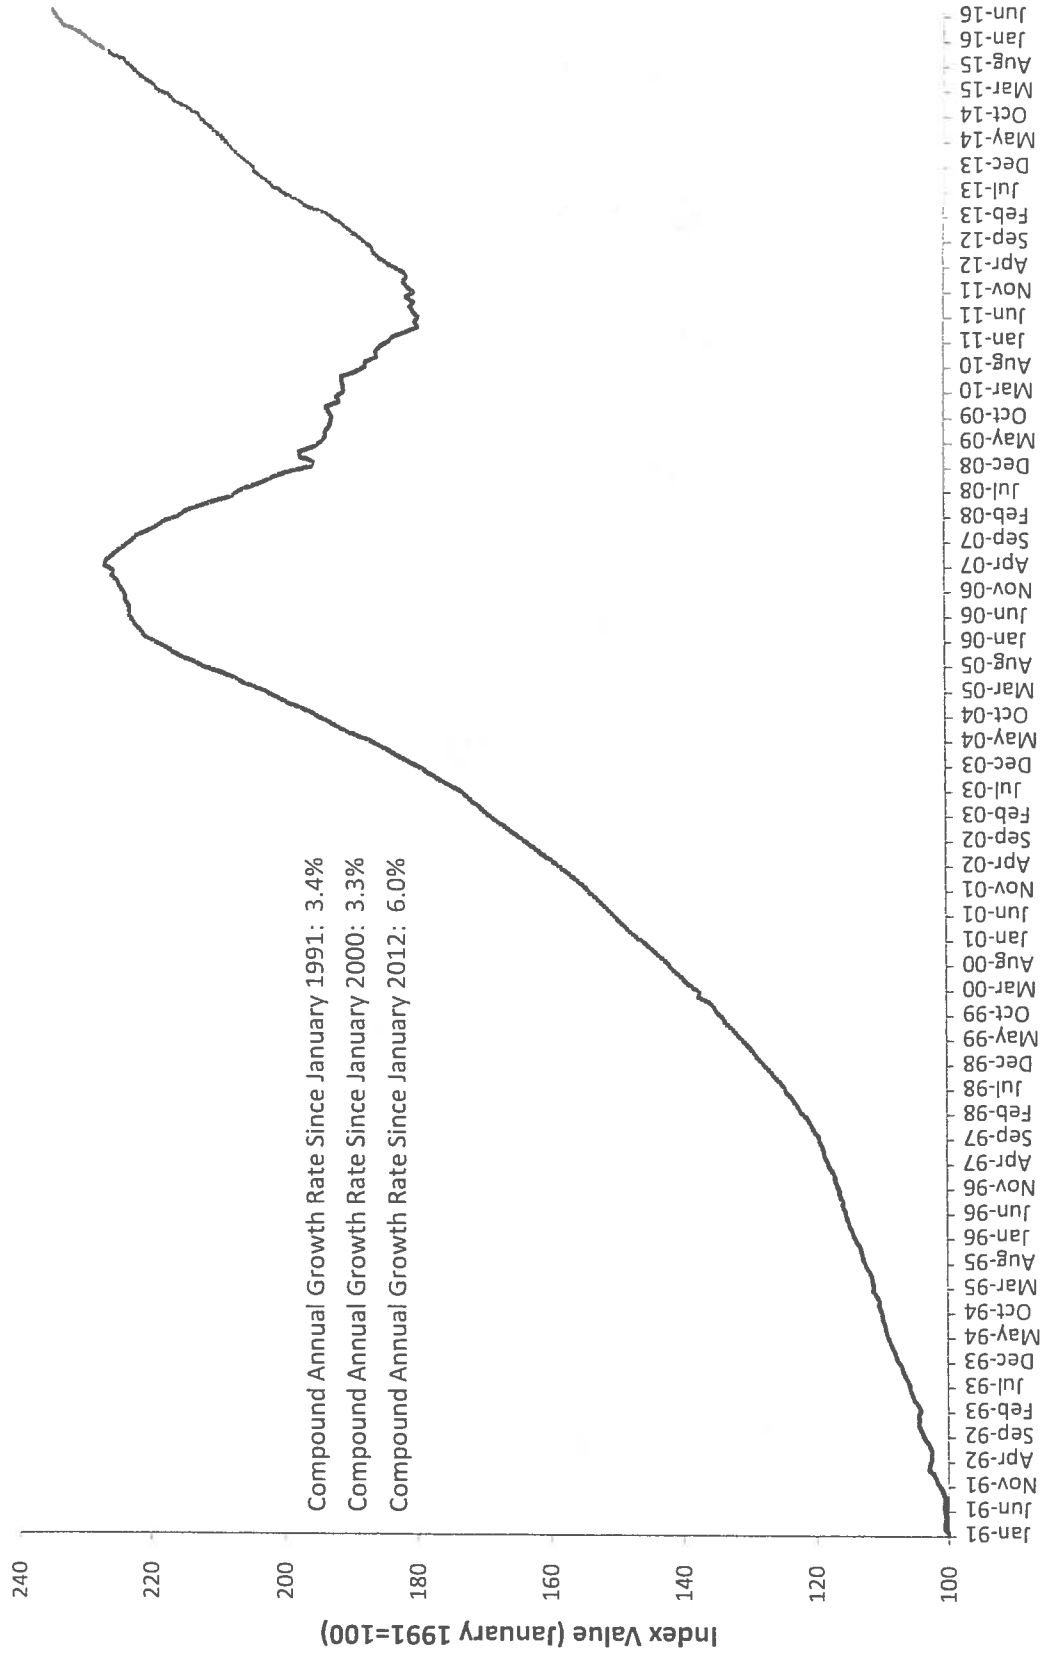 Compound Annual Growth Rate Since January 1991: 3.4%
Compound Annual Growth Rate Since January 2000: 3.3%
Compound Annual Growth Rate Since January 2012: 6.0%
Index Value (January 1991=100)
240
220
200
180
160
140
120
100
Jan-91
Jun-91
Nov-91
Apr-92
Sep-92
Feb-93
Jul-93
Dec-93
May-94
Oct-94
Mar-95
Aug-95
Jan-96
Jun-96
Nov-96
Apr-97
Sep-97
Feb-98
Jul-98
Dec-98
May-99
Oct-99
Mar-00
Aug-00
Jan-01
Jun-01
Nov-01
Apr-02
Sep-02
Feb-03
Jul-03
Dec-03
May-04
Oct-04
Mar-05
Aug-05
Jan-06
Jun-06
Nov-06
Apr-07
Sep-07
Feb-08
Jul-08
Dec-08
May-09
Oct-09
Mar-10
Aug-10
Jan-11
Jun-11
Nov-11
Apr-12
Sep-12
Feb-13
Jul-13
Dec-13
May-14
Oct-14
Mar-15
Aug-15
Jan-16
Jun-16